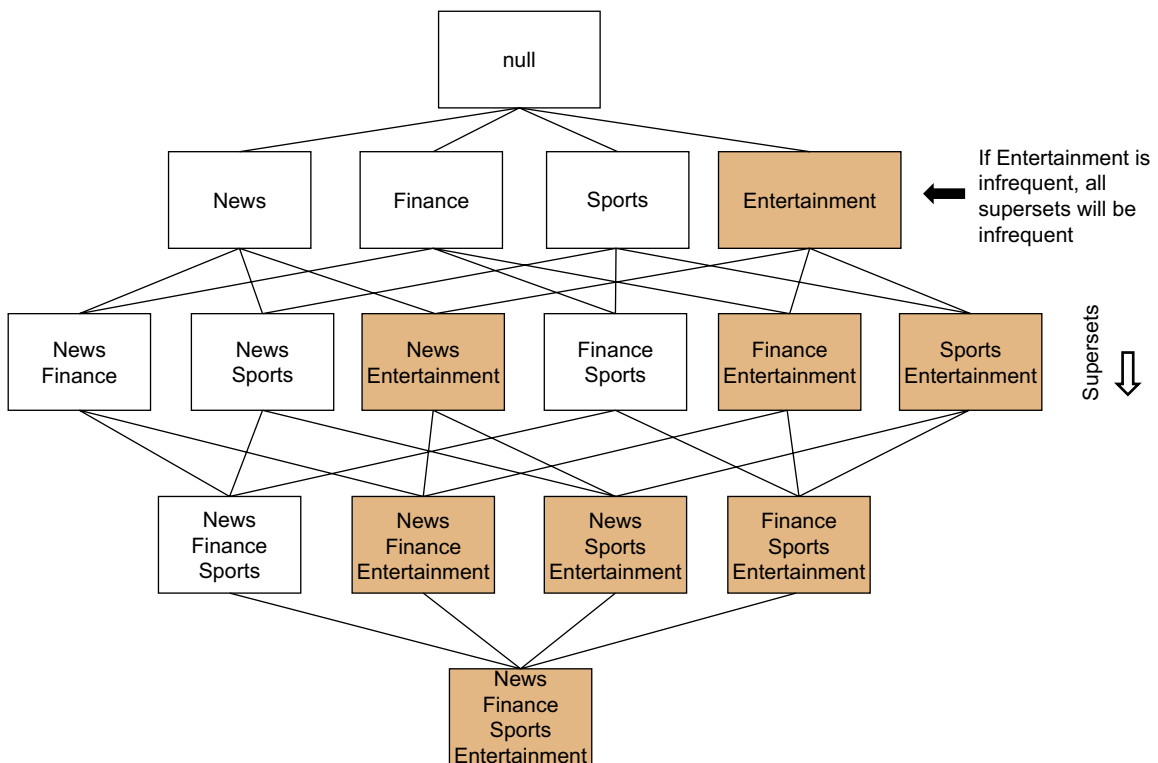 null
News
Finance
Sports
Entertainment
If Entertainment is
infrequent, all
supersets will be
infrequent
News
Finance
News
Sports
News
Entertainment
Finance
Sports
Finance
Entertainment
Sports
Entertainment
Supersets
News
Finance
Sports
News
Finance
Entertainment
News
Sports
Entertainment
Finance
Sports
Entertainment
News
Finance
Sports
Entertainment